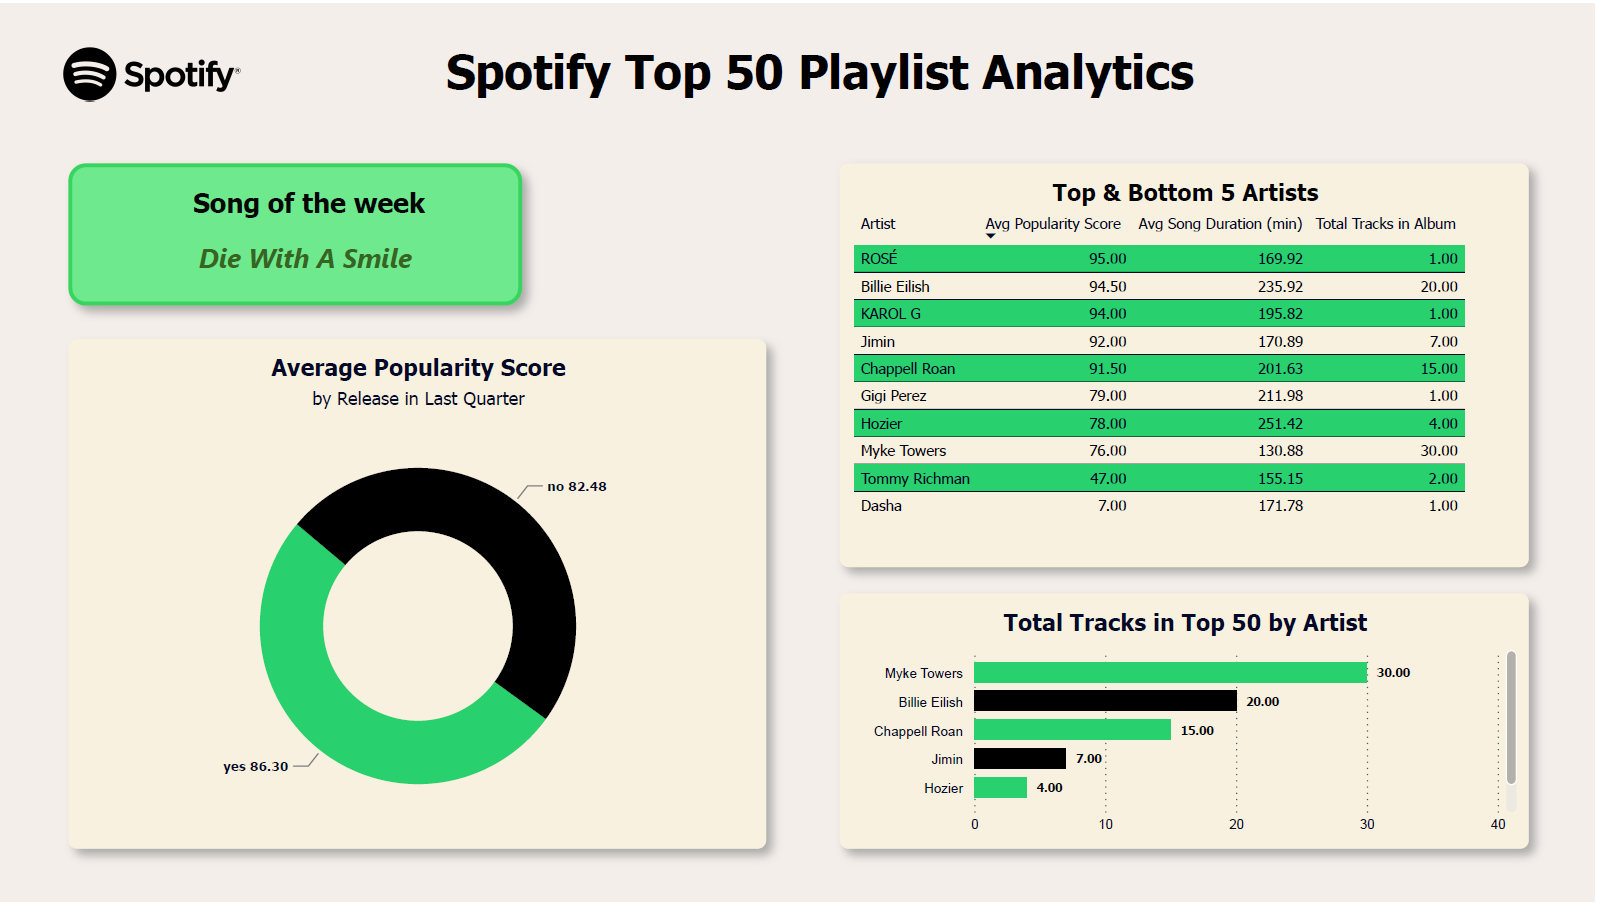 Spotify®
Spotify Top 50 Playlist Analytics
Song of the week
Die With A Smile
Average Popularity Score
by Release in Last Quarter
no 82.48
yes 86.30
Top & Bottom 5 Artists
Artist Avg Popularity Score Avg Song Duration (min) Total Tracks in Album
ROSÉ 95.00 169.92 1.00
Billie Eilish 94.50 235.92 20.00
KAROL G 94.00 195.82 1.00
Jimin 92.00 170.89 7.00
Chappell Roan 91.50 201.63 15.00
Gigi Perez 79.00 211.98 1.00
Hozier 78.00 251.42 4.00
Myke Towers 76.00 130.88 30.00
Tommy Richman 47.00 155.15 2.00
Dasha 7.00 171.78 1.00
Total Tracks in Top 50 by Artist
Myke Towers 30.00
Billie Eilish 20.00
Chappell Roan 15.00
Jimin 7.00
Hozier 4.00
0 10 20 30 40